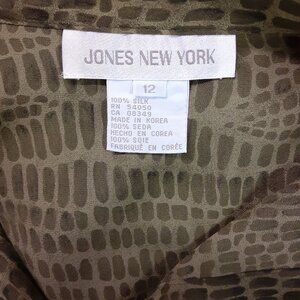 JONES NEW YORK
12
100% SILK
RN 54050
CA 08349
MADE IN KOREA
100% SEDA
HECHO EN COREA
100% SOIE
FABRIQUÉ EN CORÉE